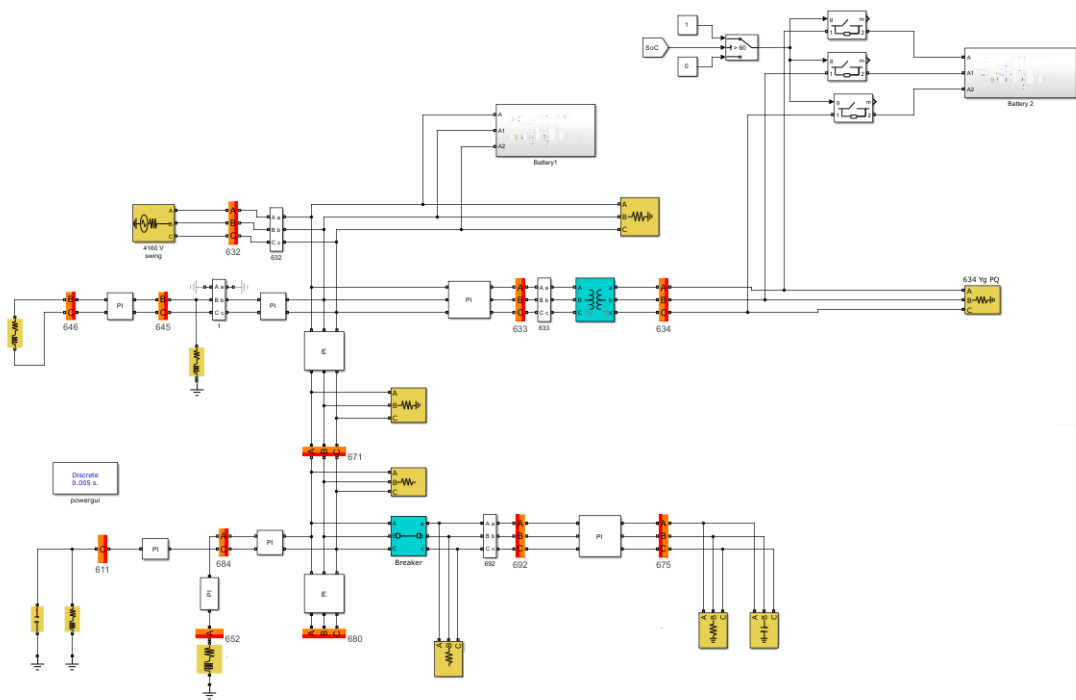 1
SoC
> 60
0
g m
1 2
g m
1 2
g m
1 2
A
A1
A2
Battery 2
A
A1
A2
Battery1
A
B
C
4160 V
swing
A
B
C
632
A a
B b
C c
632
A
B
C
B
C
646
PI
B
C
645
A a
B b
C c
1
PI
PI
A
B
C
633
A a
B b
C c
633
A a
B b
C c
A
B
C
634
634 Yg PQ
A
B
C
A
B
C
A B C
671
Discrete
0.005 s.
powergui
A
B
C
C
611
PI
A
C
684
PI
A a
B b
C c
Breaker
A a
B b
C c
692
A
B
C
692
PI
A
B
C
675
PI
A
652
PI
A B C
680
A B C
A B C
A B C